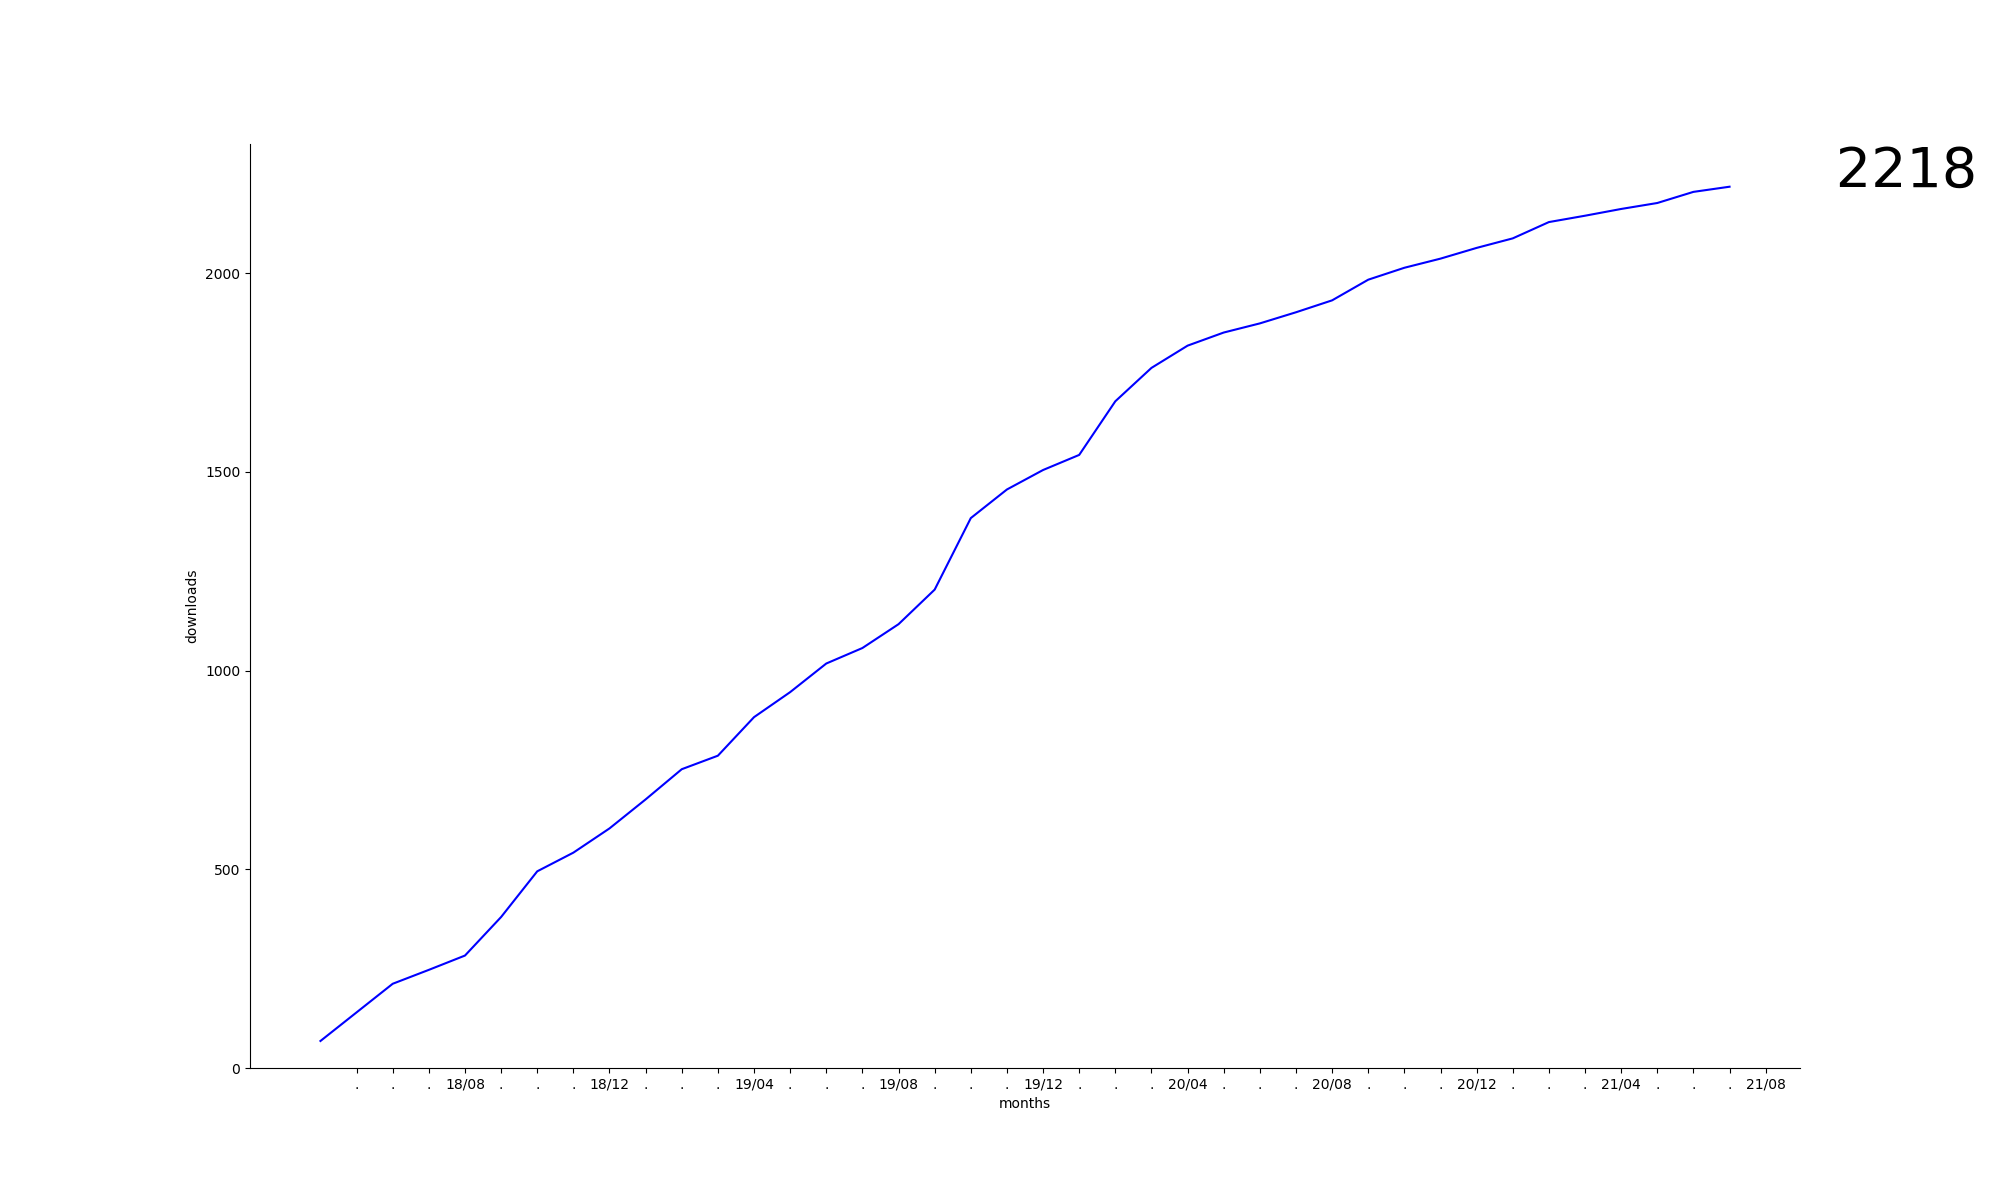 2218
2000
1500
1000
500
0
downloads
. . . 18/08 . . . 18/12 . . . 19/04 . . . 19/08 . . . 19/12 . . . 20/04 . . . 20/08 . . . 20/12 . . . 21/04 . . . 21/08
months